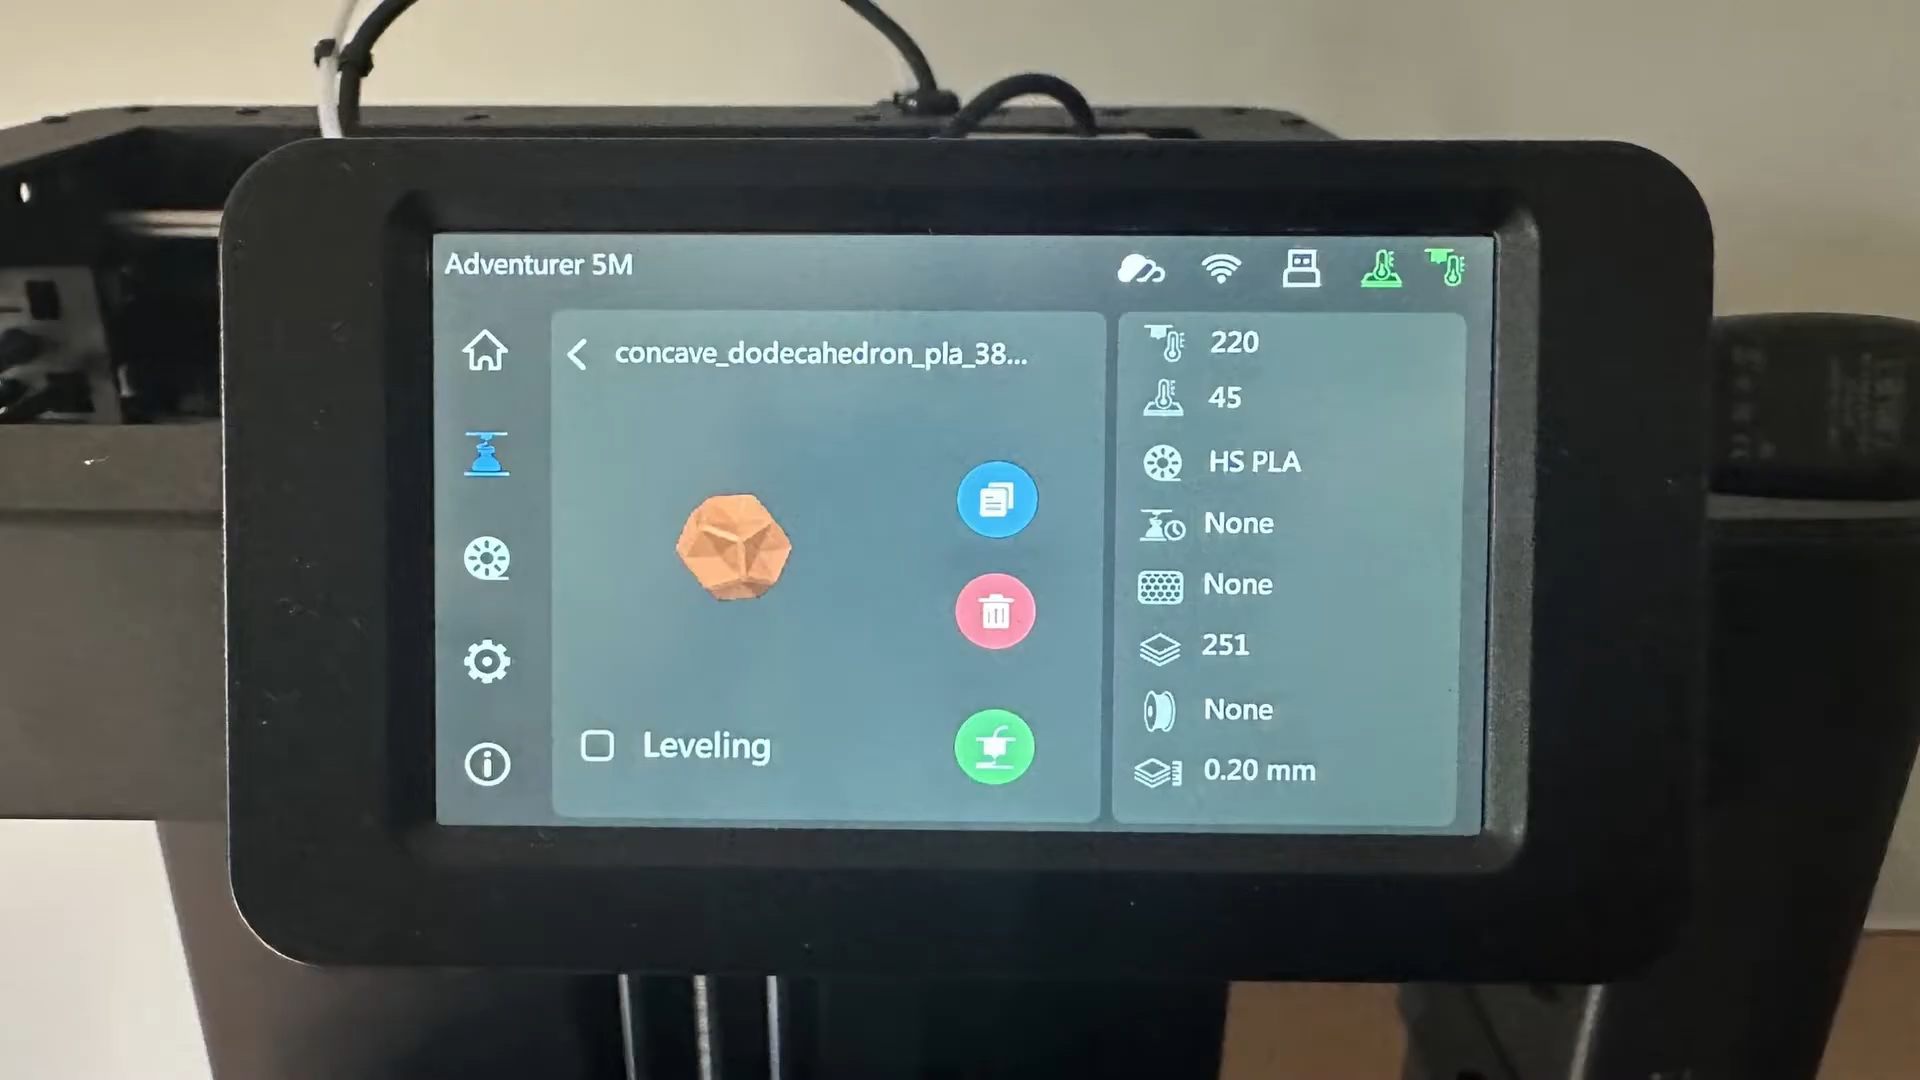 Adventurer 5M
concave_dodecahedron_pla_38...
Leveling
220
45
HS PLA
None
None
251
None
0.20 mm